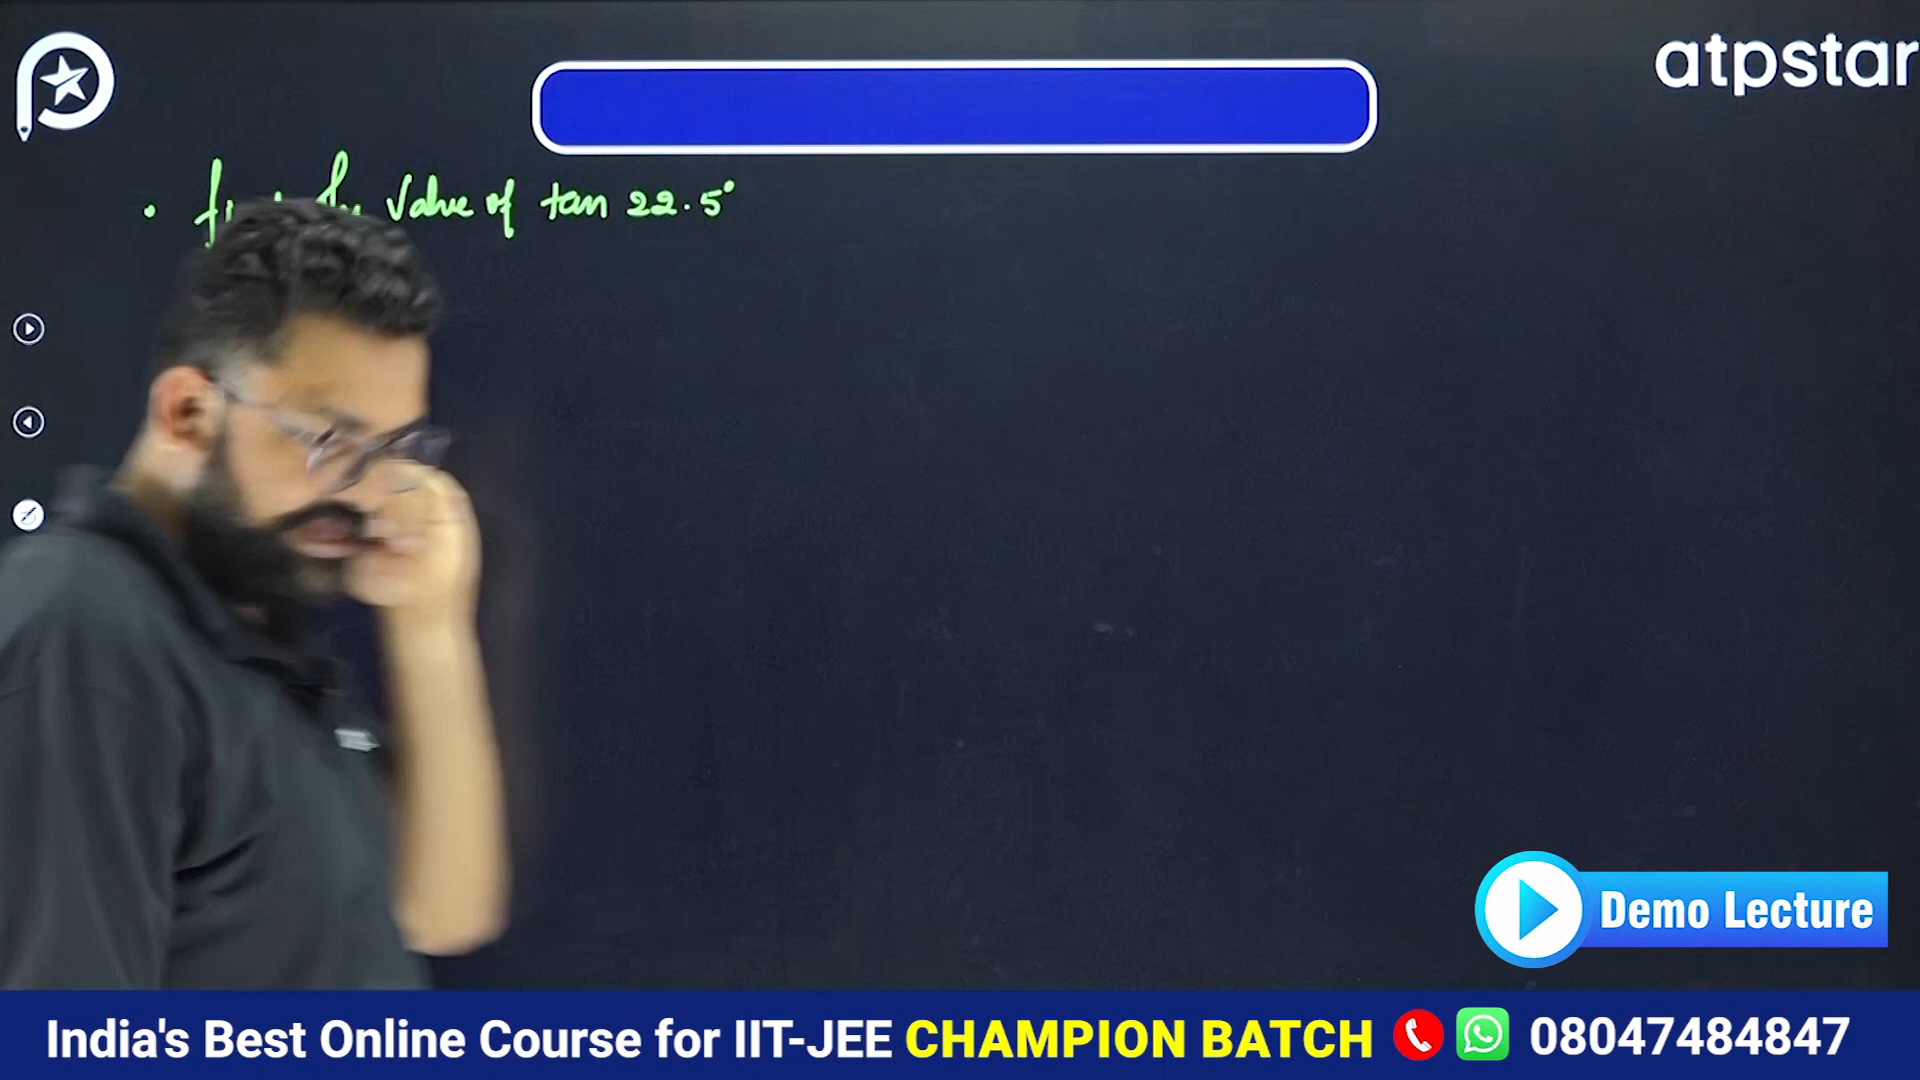 atpstar
• Value of tan 22.5°
Demo Lecture
India's Best Online Course for IIT-JEE CHAMPION BATCH 08047484847